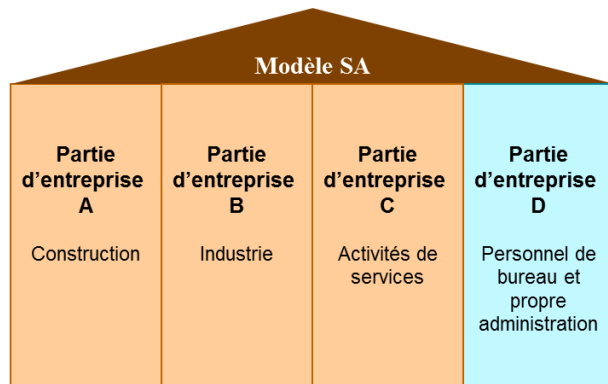 Modèle SA
Partie
d'entreprise
A
Construction
Partie
d'entreprise
B
Industrie
Partie
d'entreprise
C
Activités de
services
Partie
d'entreprise
D
Personnel de
bureau et
propre
administration